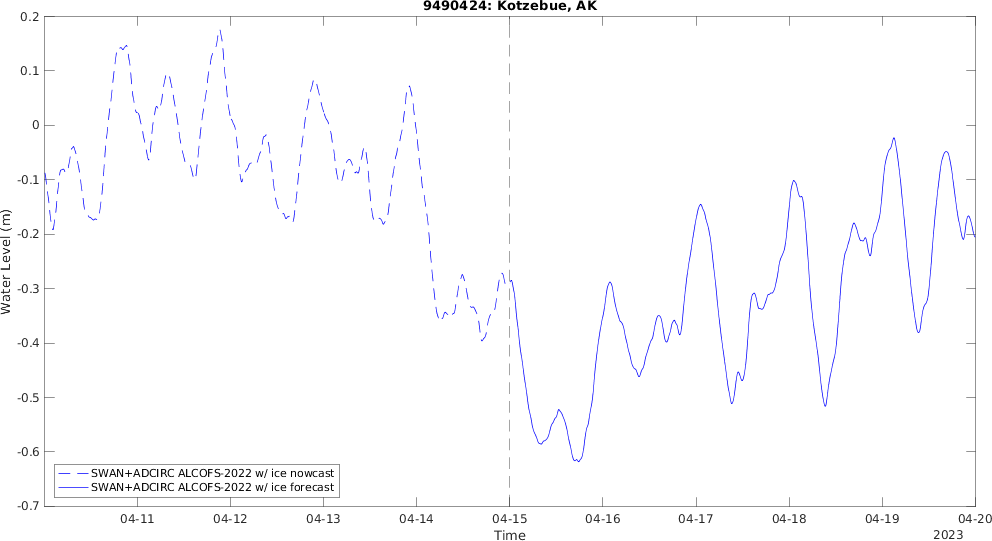 9490424: Kotzebue, AK
Water Level (m)
0.2
0.1
0
-0.1
-0.2
-0.3
-0.4
-0.5
-0.6
-0.7
SWAN+ADCIRC ALCOFS-2022 w/ ice nowcast
SWAN+ADCIRC ALCOFS-2022 w/ ice forecast
04-11 04-12 04-13 04-14 04-15 04-16 04-17 04-18 04-19 04-20
Time
2023